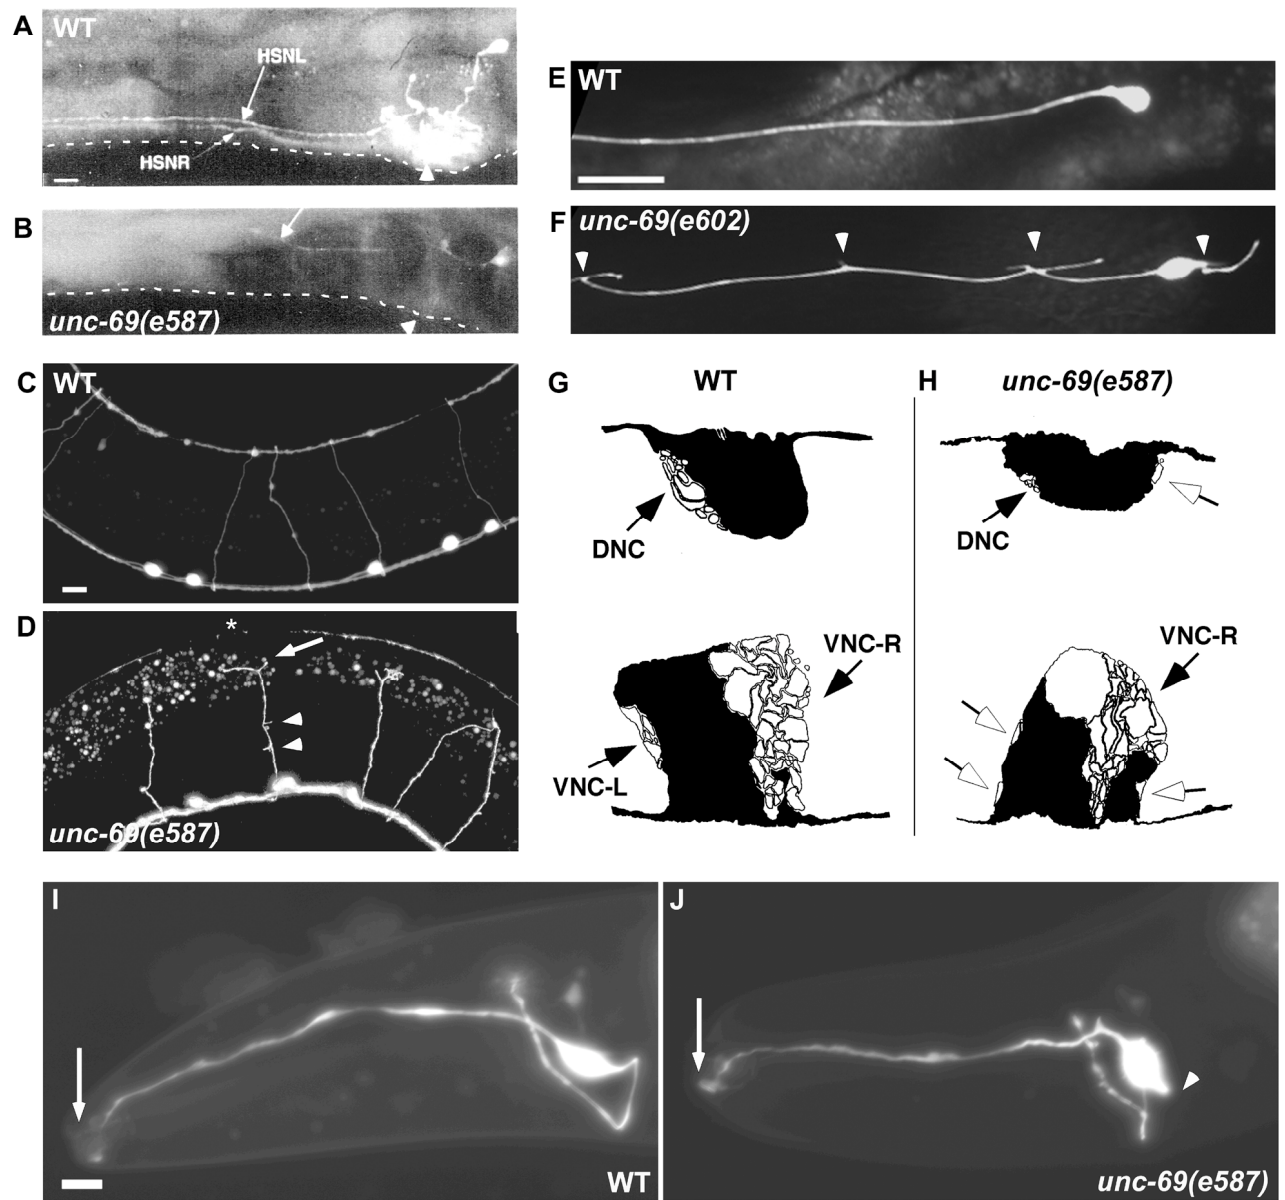 A
WT
HSNL
HSNR
B
unc-69(e587)
C
WT
D
*
unc-69(e587)
E
WT
F
unc-69(e602)
G
WT
H
unc-69(e587)
DNC
DNC
VNC-R
VNC-L
VNC-R
I
WT
J
unc-69(e587)